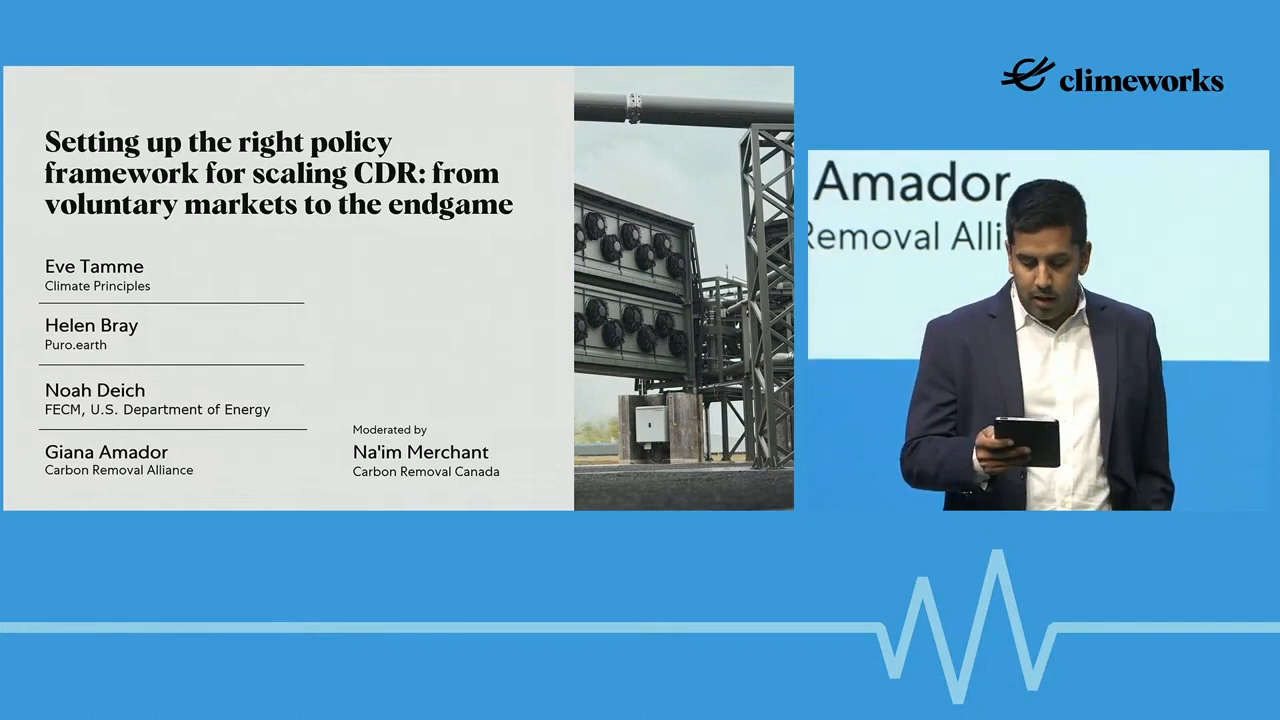 climeworks
Setting up the right policy
framework for scaling CDR: from
voluntary markets to the endgame
Eve Tamme
Climate Principles
Helen Bray
Puro.earth
Noah Deich
FECM, U.S. Department of Energy
Giana Amador
Carbon Removal Alliance
Moderated by
Na'im Merchant
Carbon Removal Canada
Amador
Removal Alli